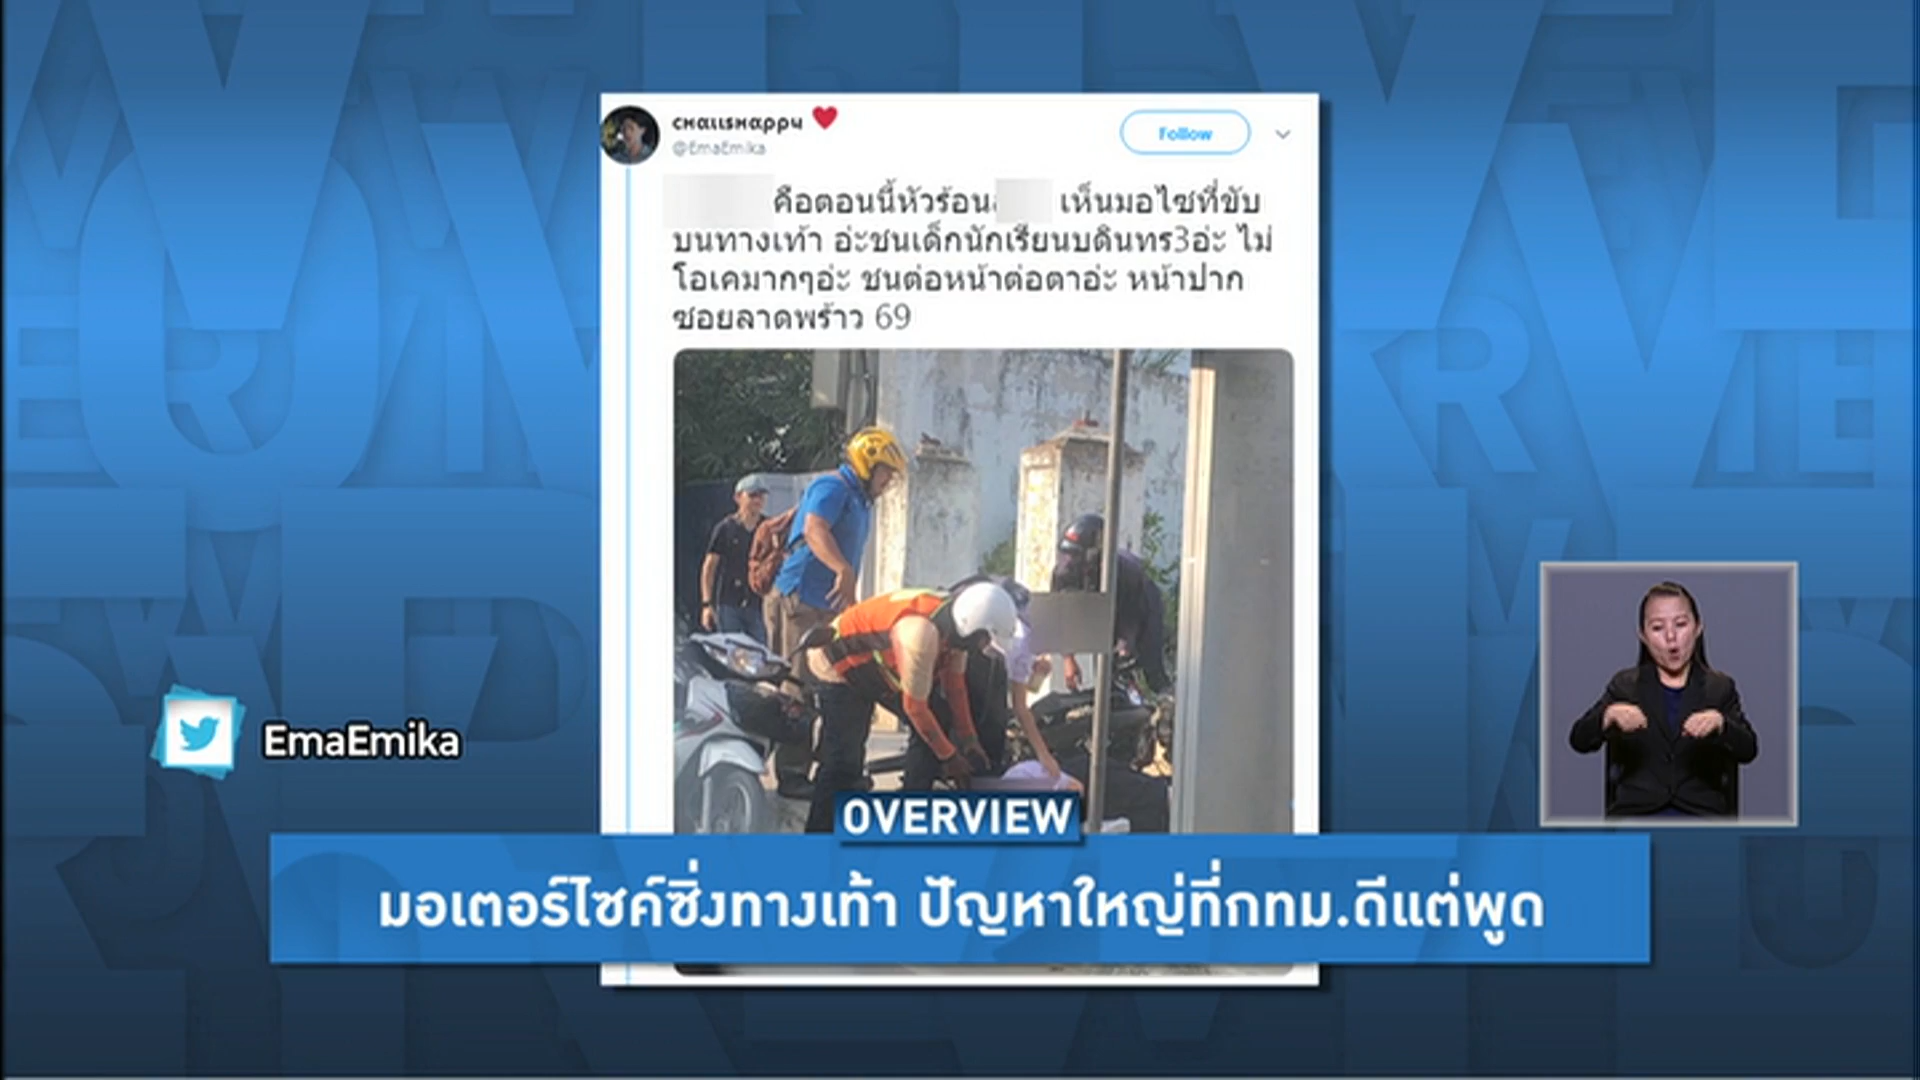 cнαιιsнαρρч
@EmaEmika
Follow
คือตอนนี้หัวร้อน เห็นมอไซที่ขับ
บนทางเท้า อ่ะชนเด็กนักเรียนบดินทร3อ่ะ ไม่
โอเคมากๆอ่ะ ชนต่อหน้าต่อตาอ่ะ หน้าปาก
ซอยลาดพร้าว 69
EmaEmika
OVERVIEW
มอเตอร์ไซค์ซิ่งทางเท้า ปัญหาใหญ่ที่กทม.ดีแต่พูด